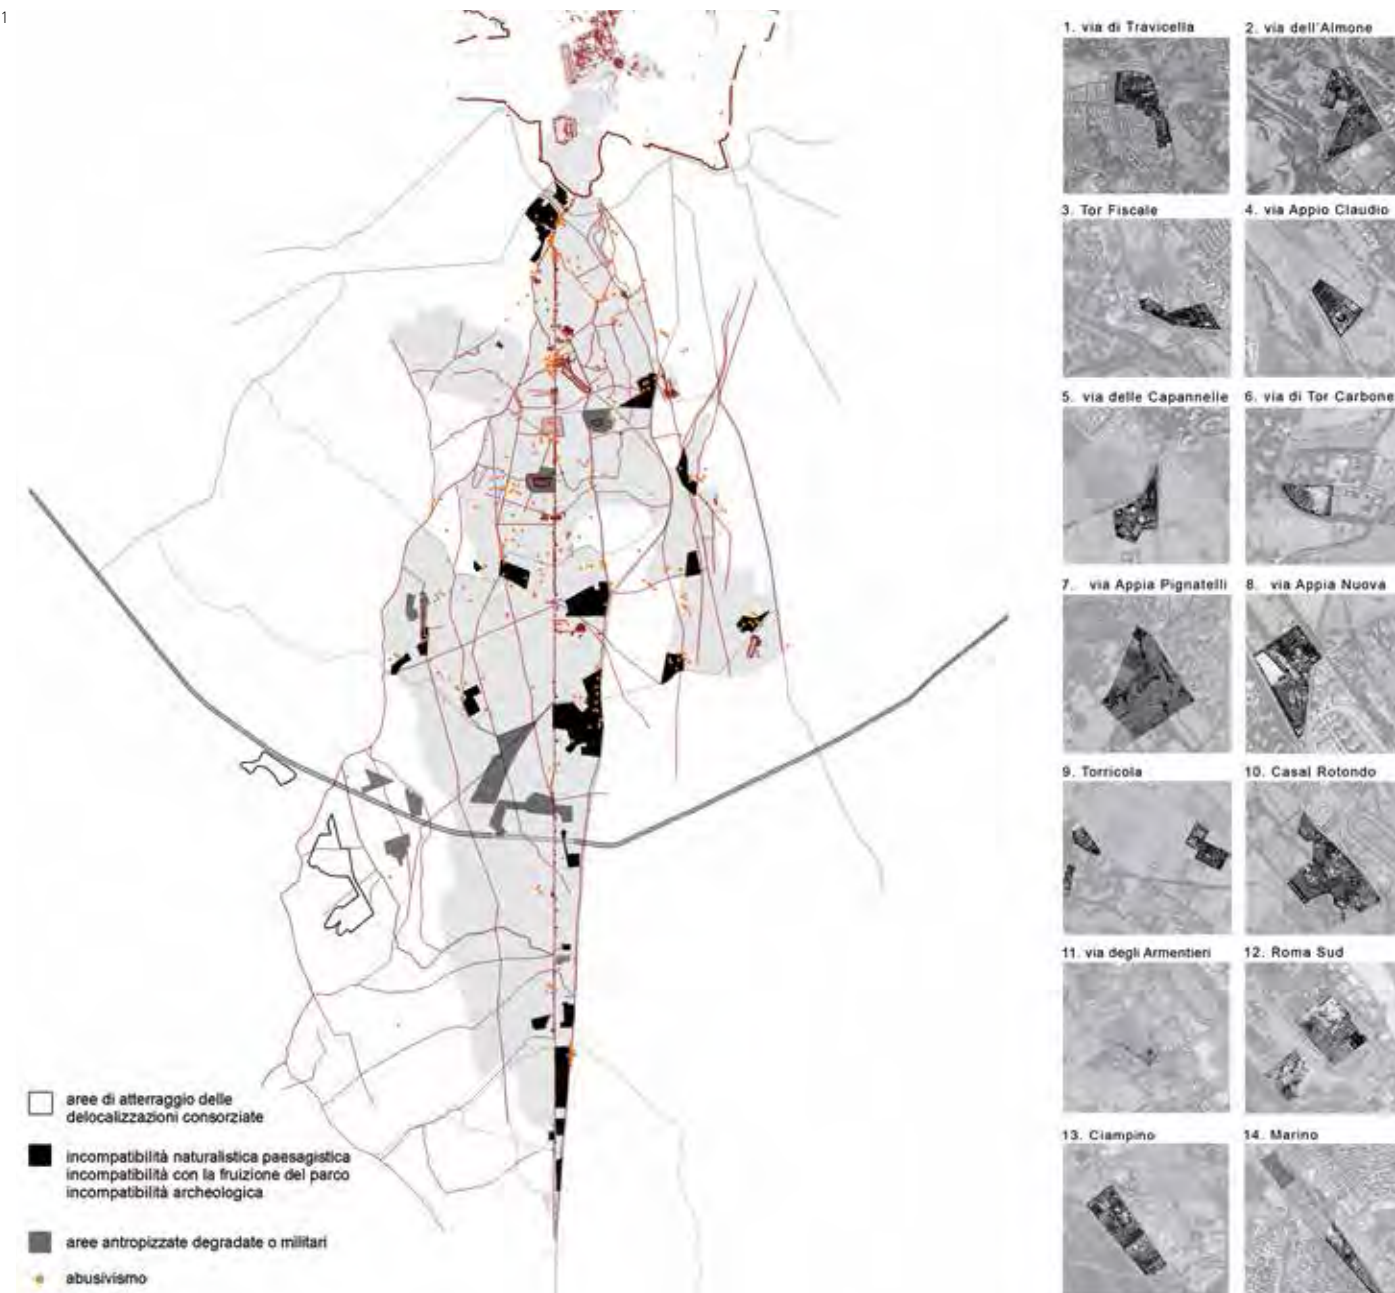 1
1. via di Travicella
2. via dell'Almone
3. Tor Fiscale
4. via Appio Claudio
5. via delle Capannelle
6. via di Tor Carbone
7. via Appia Pignatelli
8. via Appia Nuova
9. Torricola
10. Casal Rotondo
11. via degli Armentieri
12. Roma Sud
13. Ciampino
14. Marino
aree di atterraggio delle
delocalizzazioni consorziate
incompatibilità naturalistica paesagistica
incompatibilità con la fruizione del parco
incompatibilità archeologica
aree antropizzate degradate o militari
abusivismo